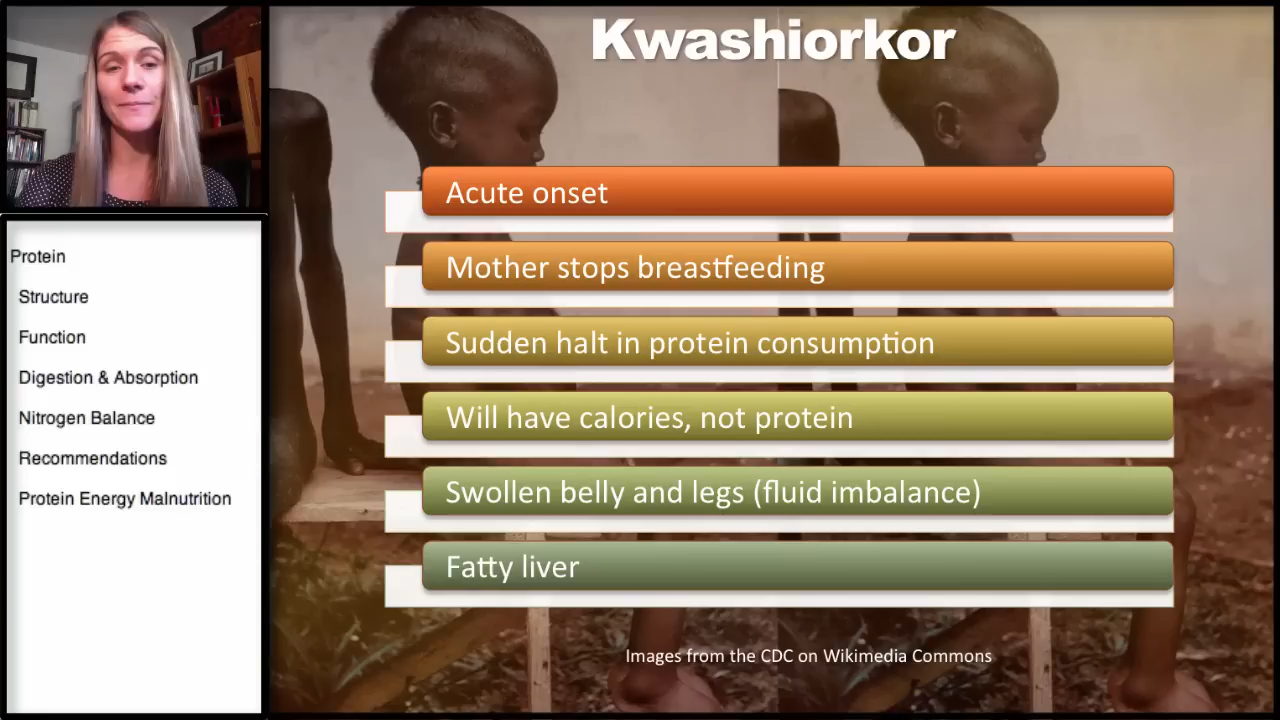 Kwashiorkor
Acute onset
Mother stops breastfeeding
Sudden halt in protein consumption
Will have calories, not protein
Swollen belly and legs (fluid imbalance)
Fatty liver
Images from the CDC on Wikimedia Commons
Protein
Structure
Function
Digestion & Absorption
Nitrogen Balance
Recommendations
Protein Energy Malnutrition